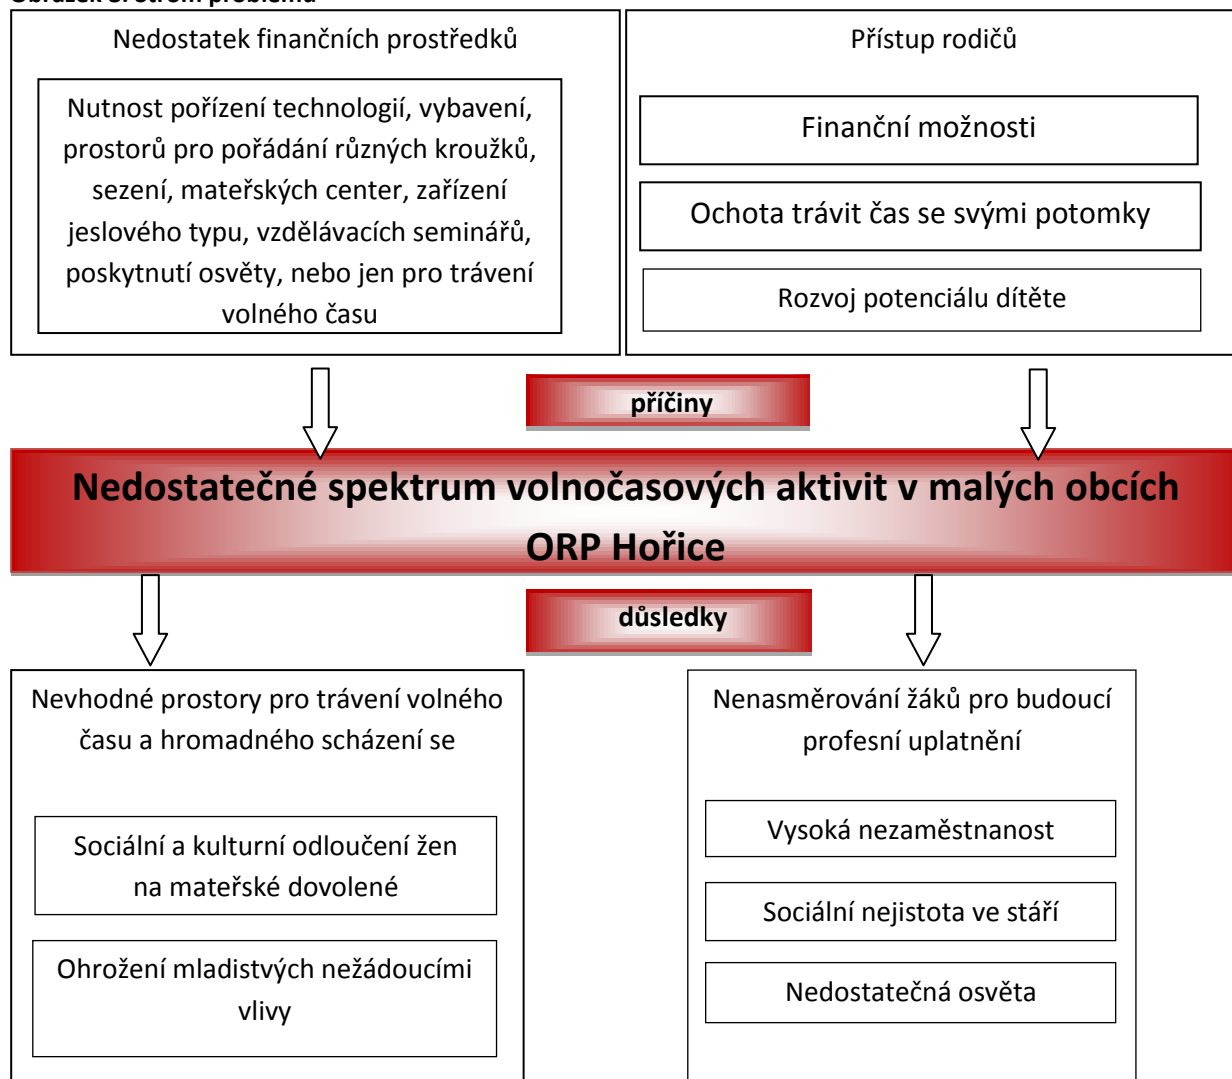 Nedostatek finančních prostředků
Nutnost pořízení technologií, vybavení,
prostorů pro pořádání různých kroužků,
sezení, mateřských center, zařízení
jeslového typu, vzdělávacích seminářů,
poskytnutí osvěty, nebo jen pro trávení
volného času
Přístup rodičů
Finanční možnosti
Ochota trávit čas se svými potomky
Rozvoj potenciálu dítěte
příčiny
Nedostatečné spektrum volnočasových aktivit v malých obcích
ORP Hořice
důsledky
Nevhodné prostory pro trávení volného
času a hromadného scházení se
Sociální a kulturní odloučení žen
na mateřské dovolené
Ohrožení mladistvých nežádoucími
vlivy
Nenasměrování žáků pro budoucí
profesní uplatnění
Vysoká nezaměstnanost
Sociální nejistota ve stáří
Nedostatečná osvěta